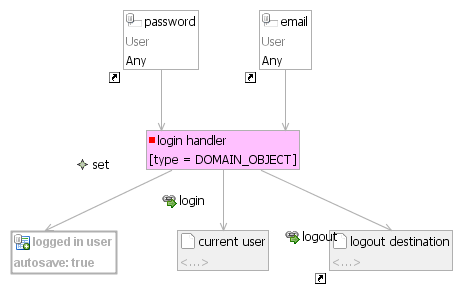 password
User
Any
email
User
Any
login handler
[type = DOMAIN_OBJECT]
set
login
logout
logged in user
autosave: true
current user
<...>
logout destination
<...>